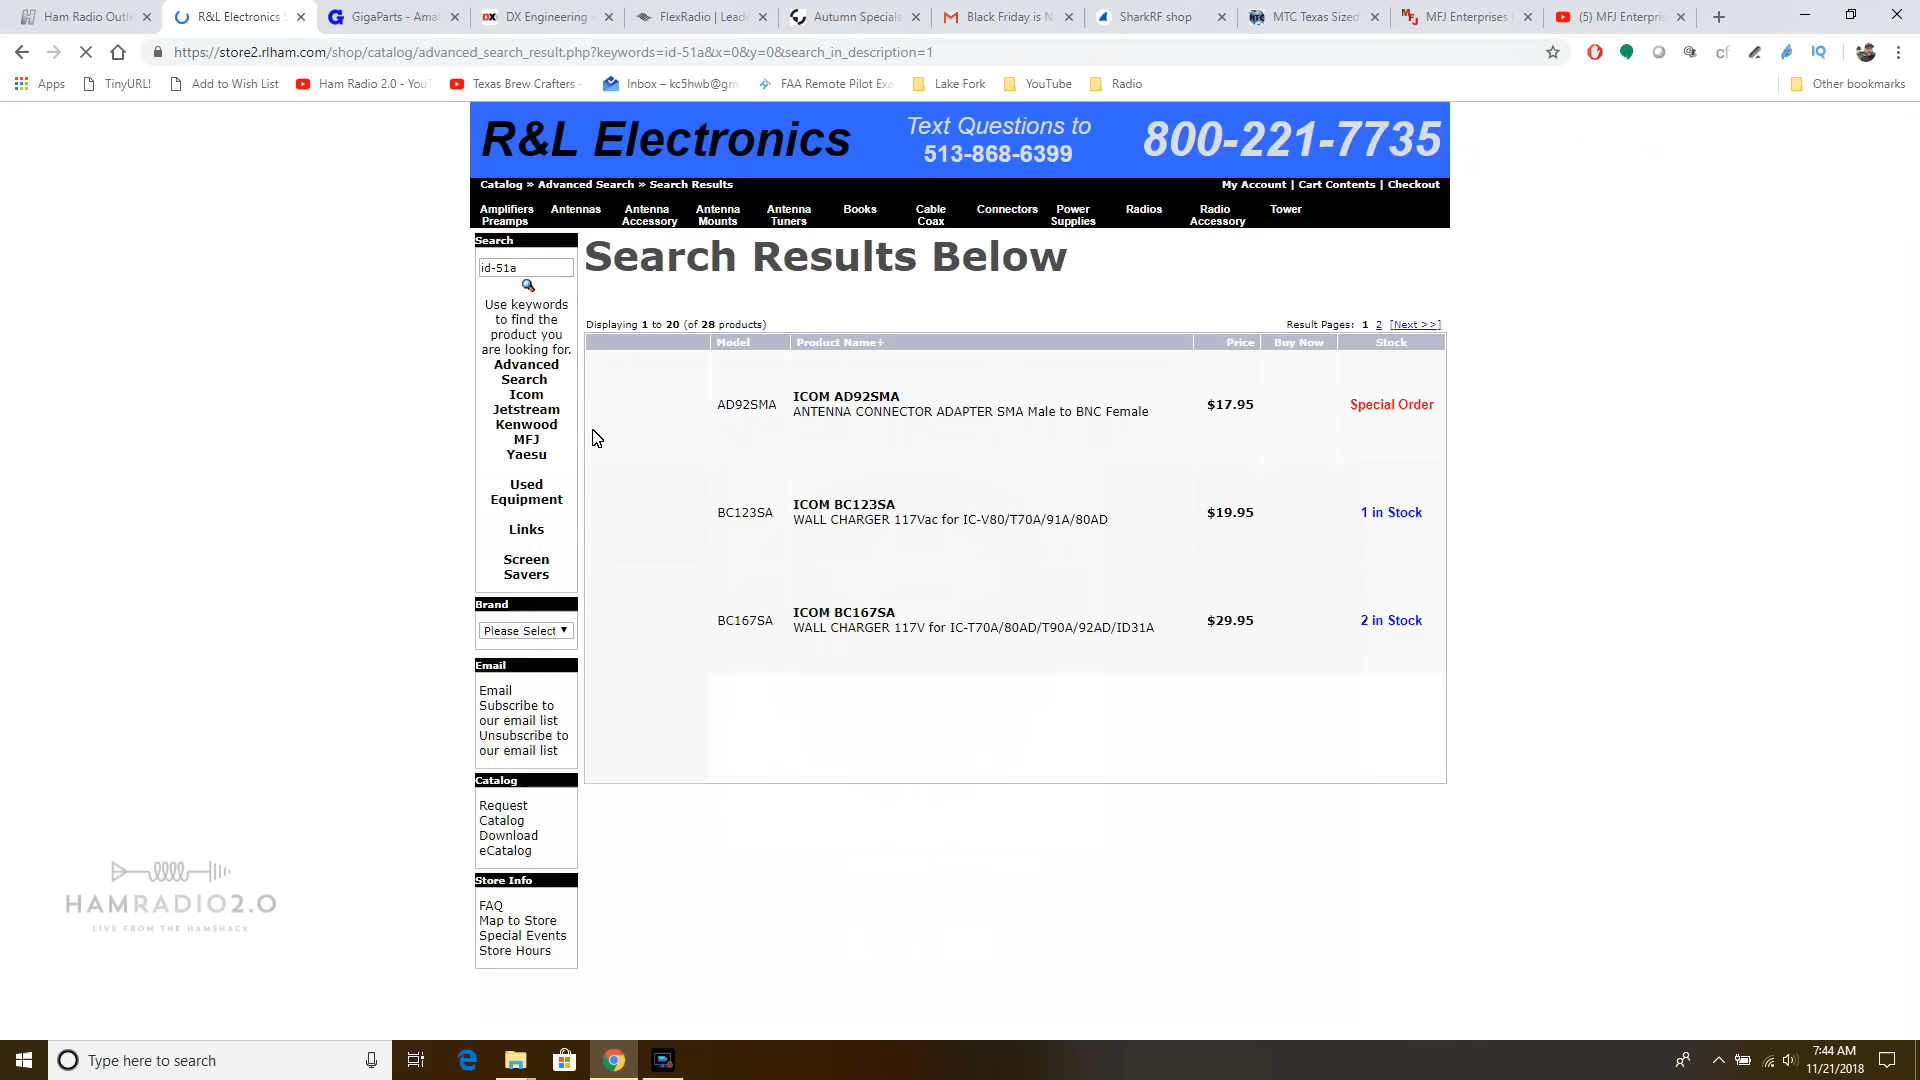 Ham Radio Outle
R&L Electronics S
GigaParts - Amat
DX Engineering -
FlexRadio | Lead
Autumn Specials
Black Friday is N
SharkRF shop
MTC Texas Sized
MFJ Enterprises
(5) MFJ Enterpris
https://store2.rlham.com/shop/catalog/advanced_search_result.php?keywords=id-51a&x=0&y=0&search_in_description=1
Apps
TinyURL!
Add to Wish List
Ham Radio 2.0 - You
Texas Brew Crafters -
Inbox – kc5hwb@gm
FAA Remote Pilot Exa
Lake Fork
YouTube
Radio
Other bookmarks
R&L Electronics
Text Questions to
513-868-6399
800-221-7735
Catalog » Advanced Search » Search Results
My Account | Cart Contents | Checkout
Amplifiers
Preamps
Antennas
Antenna
Accessory
Antenna
Mounts
Antenna
Tuners
Books
Cable
Coax
Connectors
Power
Supplies
Radios
Radio
Accessory
Tower
Search
id-51a
Use keywords
to find the
product you
are looking for.
Advanced
Search
Icom
Jetstream
Kenwood
MFJ
Yaesu
Used
Equipment
Links
Screen
Savers
Brand
Please Select
Email
Email
Subscribe to
our email list
Unsubscribe to
our email list
Catalog
Request
Catalog
Download
eCatalog
Store Info
FAQ
Map to Store
Special Events
Store Hours
Search Results Below
Displaying 1 to 20 (of 28 products)
Result Pages: 1 2 [Next >>]
Model Product Name+ Price Buy Now Stock
AD92SMA
ICOM AD92SMA
ANTENNA CONNECTOR ADAPTER SMA Male to BNC Female
$17.95
Special Order
BC123SA
ICOM BC123SA
WALL CHARGER 117Vac for IC-V80/T70A/91A/80AD
$19.95
1 in Stock
BC167SA
ICOM BC167SA
WALL CHARGER 117V for IC-T70A/80AD/T90A/92AD/ID31A
$29.95
2 in Stock
HAMRADIO2.0
LIVE FROM THE HAMSHACK
Type here to search
7:44 AM
11/21/2018